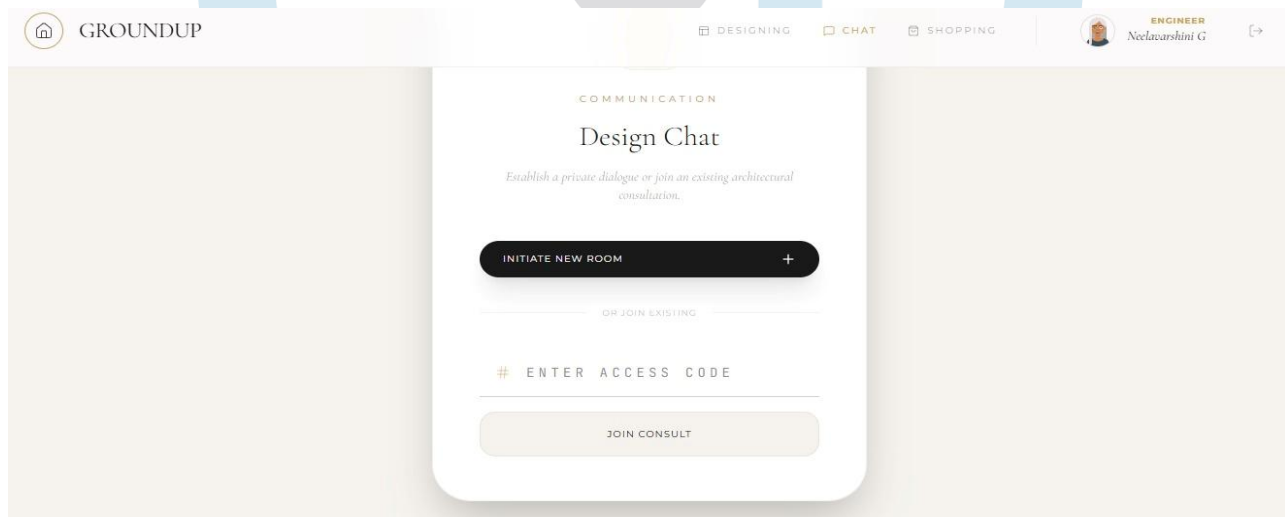 GROUNDUP
DESIGNING
CHAT
SHOPPING
ENGINEER
Neelavarshini G
COMMUNICATION
Design Chat
Establish a private dialogue or join an existing architectural
consultation.
INITIATE NEW ROOM
OR JOIN EXISTING
# ENTER ACCESS CODE
JOIN CONSULT